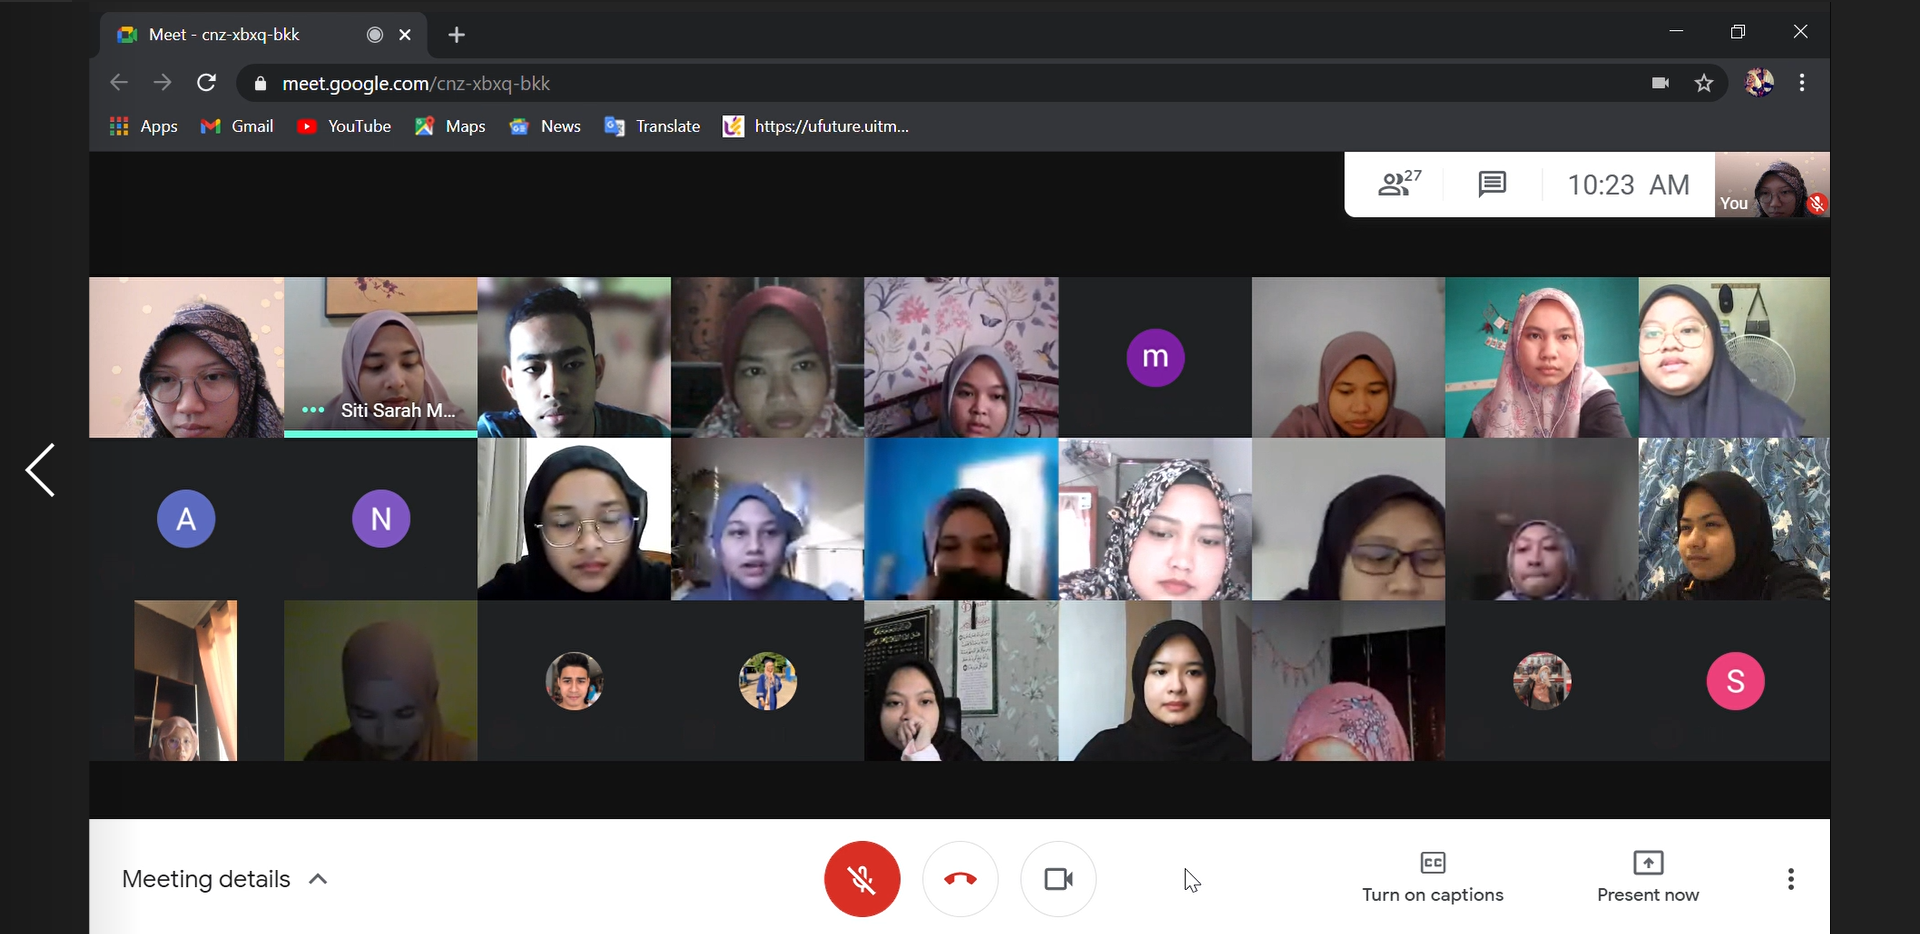 Meet - cnz-xbxq-bkk
meet.google.com/cnz-xbxq-bkk
Apps Gmail YouTube Maps News Translate https://ufuture.uitm...
27 10:23 AM
You
m
Siti Sarah M...
A N
S
Meeting details
CC
Turn on captions Present now